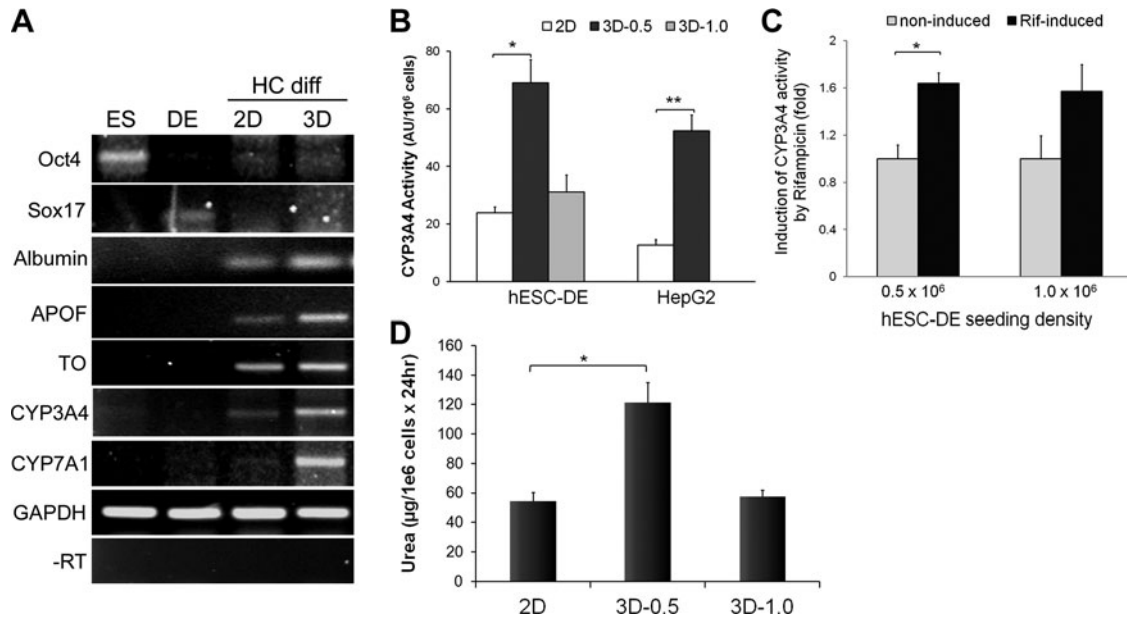 A
HC diff
ES DE 2D 3D
Oct4
Sox17
Albumin
APOF
TO
CYP3A4
CYP7A1
GAPDH
-RT
B
2D 3D-0.5 3D-1.0
CYP3A4 Activity (AU/10⁶ cells)
100
80
60
40
20
0
*
**
hESC-DE HepG2
C
non-induced Rif-induced
Induction of CYP3A4 activity
by Rifampicin (fold)
2
1.6
1.2
0.8
0.4
*
0.5 x 10⁶ 1.0 x 10⁶
hESC-DE seeding density
D
Urea (µg/1e6 cells x 24hr)
160
140
120
100
80
60
40
20
0
*
2D 3D-0.5 3D-1.0